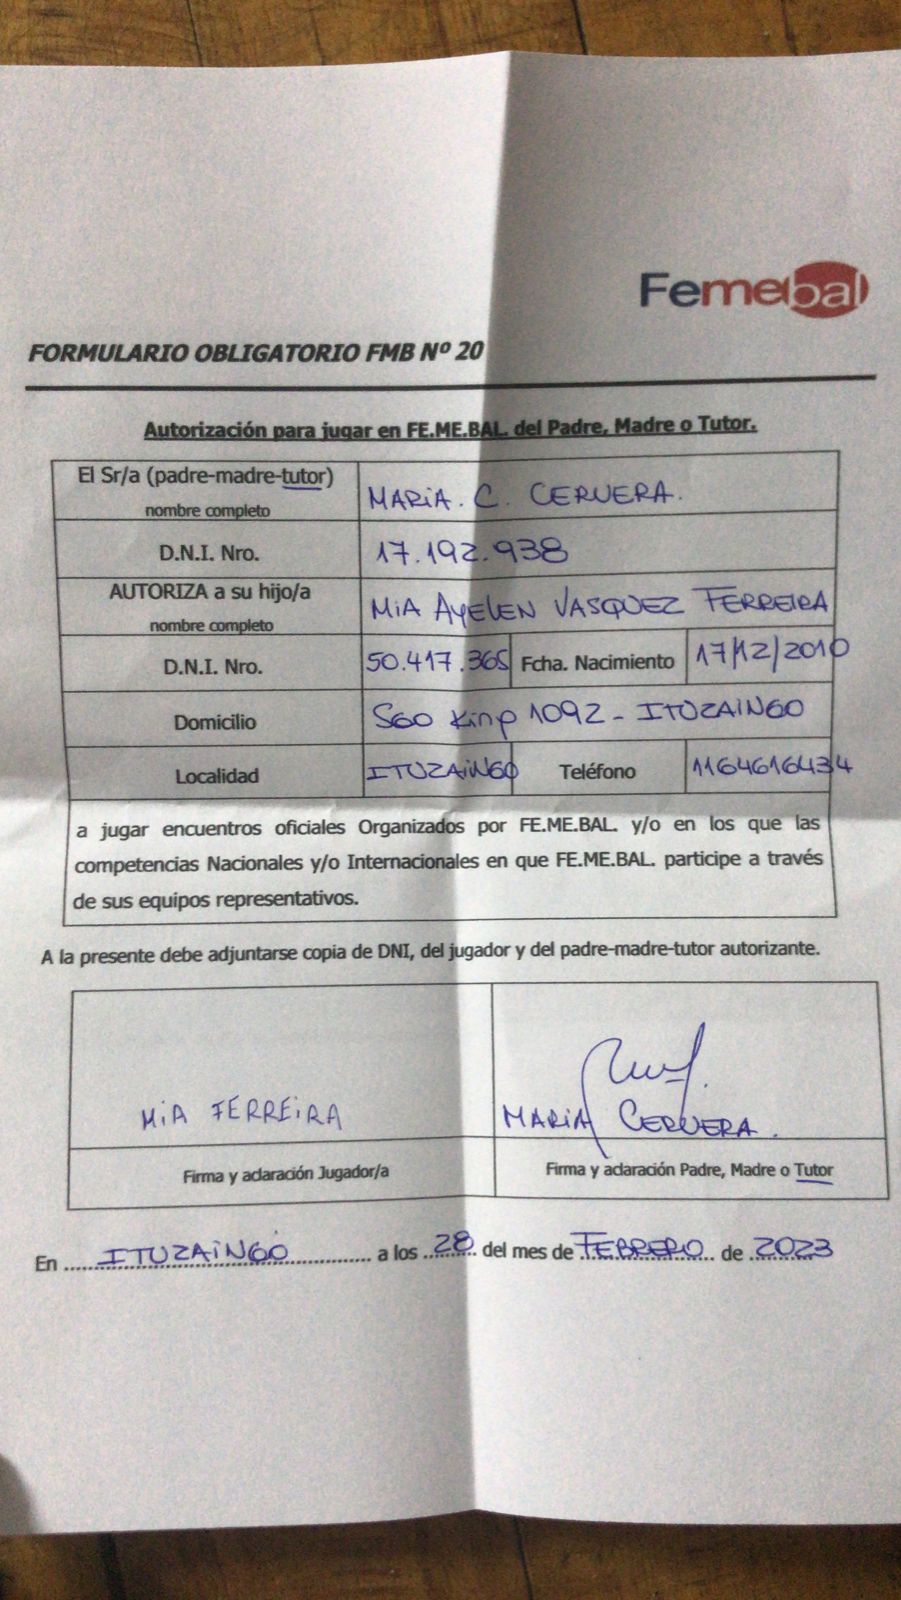 Femebal
FORMULARIO OBLIGATORIO FMB Nº 20
Autorización para jugar en FE.ME.BAL. del Padre, Madre o Tutor.
El Sr/a (padre-madre-tutor)
nombre completo
MARIA. C. CERVERA.
D.N.I. Nro.
17.192.938
AUTORIZA a su hijo/a
nombre completo
MIA AYELEN VASQUEZ FERREIRA
D.N.I. Nro.
50.417.365
Fcha. Nacimiento
17/12/2010
Domicilio
SGO King 1092 - ITUZAINGO
Localidad
ITUZAINGO
Teléfono
1164616434
a jugar encuentros oficiales Organizados por FE.ME.BAL. y/o en los que las
competencias Nacionales y/o Internacionales en que FE.ME.BAL. participe a través
de sus equipos representativos.
A la presente debe adjuntarse copia de DNI, del jugador y del padre-madre-tutor autorizante.
MIA FERREIRA
MARIA CERVERA.
Firma y aclaración Jugador/a
Firma y aclaración Padre, Madre o Tutor
En ITUZAINGO a los 28 del mes de FEBRERO de 2023